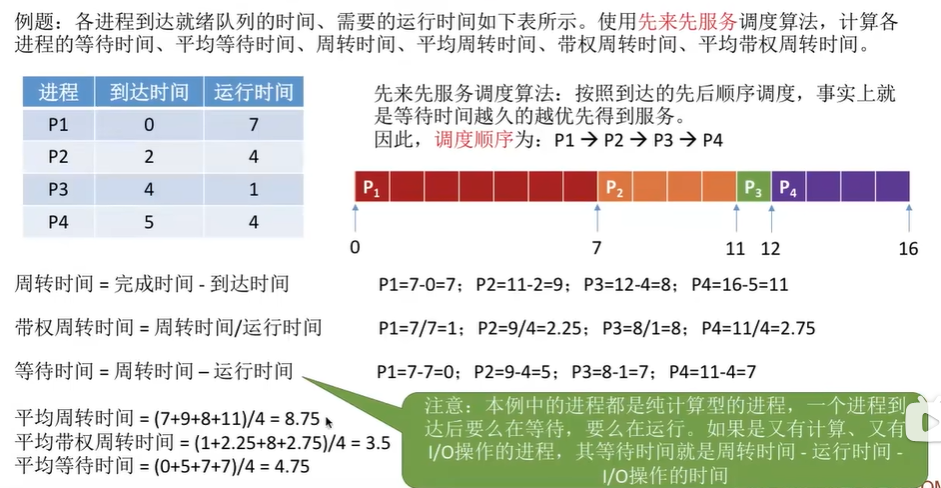 例题：各进程到达就绪队列的时间、需要的运行时间如下表所示。使用先来先服务调度算法，计算各
进程的等待时间、平均等待时间、周转时间、平均周转时间、带权周转时间、平均带权周转时间。
进程 到达时间 运行时间
P1 0 7
P2 2 4
P3 4 1
P4 5 4
先来先服务调度算法：按照到达的先后顺序调度，事实上就
是等待时间越久的越优先得到服务。
因此，调度顺序为：P1 → P2 → P3 → P4
P1 P2 P3 P4
0 7 11 12 16
周转时间 = 完成时间 - 到达时间
P1=7-0=7；P2=11-2=9；P3=12-4=8；P4=16-5=11
带权周转时间 = 周转时间/运行时间
P1=7/7=1；P2=9/4=2.25；P3=8/1=8；P4=11/4=2.75
等待时间 = 周转时间 – 运行时间
P1=7-7=0；P2=9-4=5；P3=8-1=7；P4=11-4=7
平均周转时间 = (7+9+8+11)/4 = 8.75
平均带权周转时间 = (1+2.25+8+2.75)/4 = 3.5
平均等待时间 = (0+5+7+7)/4 = 4.75
注意：本例中的进程都是纯计算型的进程，一个进程到
达后要么在等待，要么在运行。如果是又有计算、又有
I/O操作的进程，其等待时间就是周转时间 - 运行时间 -
I/O操作的时间